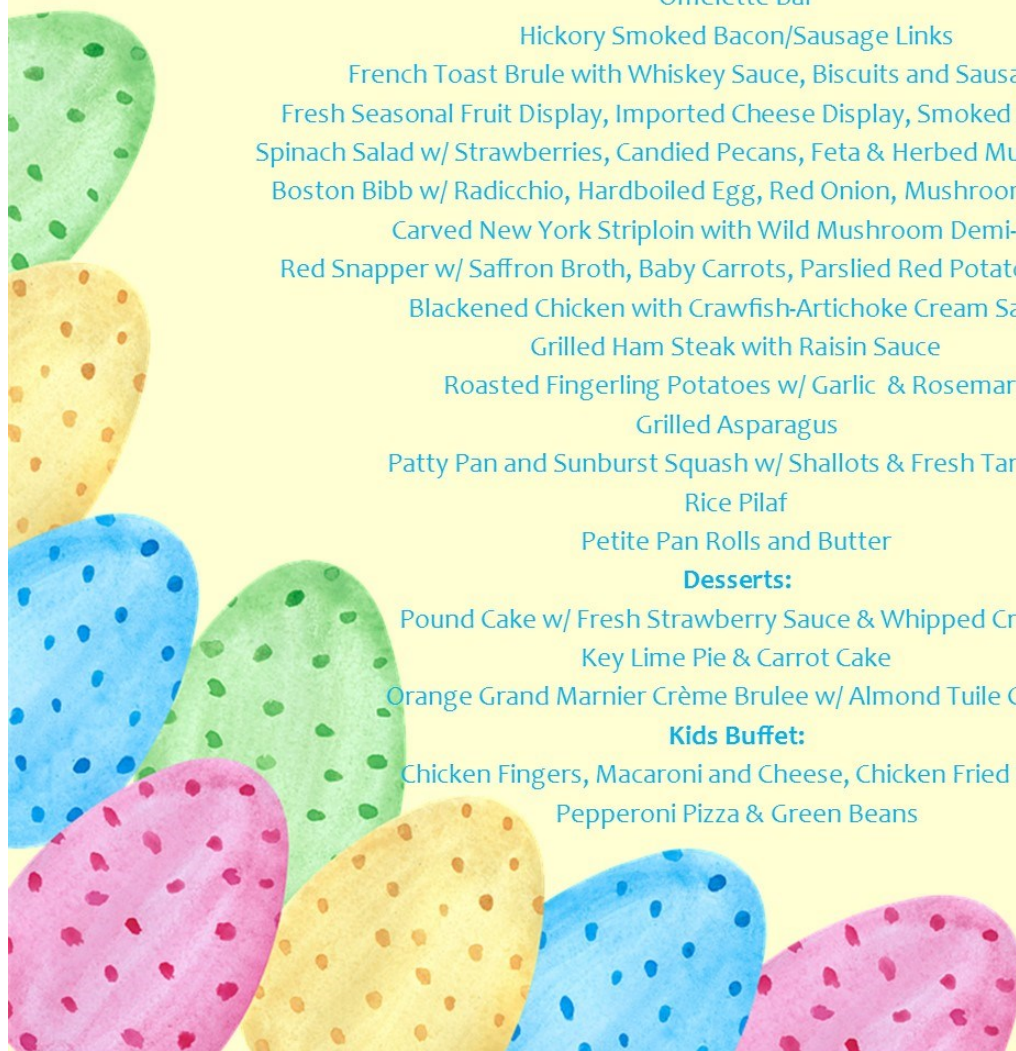 Omelette Bar
Hickory Smoked Bacon/Sausage Links
French Toast Brule with Whiskey Sauce, Biscuits and
Fresh Seasonal Fruit Display, Imported Cheese Display, Smoked
Spinach Salad w/ Strawberries, Candied Pecans, Feta & Herbed
Boston Bibb w/ Radicchio, Hardboiled Egg, Red Onion,
Carved New York Striploin with Wild Mushroom Demi-
Red Snapper w/ Saffron Broth, Baby Carrots, Parslied Red
Blackened Chicken with Crawfish-Artichoke Cream
Grilled Ham Steak with Raisin Sauce
Roasted Fingerling Potatoes w/ Garlic & 
Grilled Asparagus
Patty Pan and Sunburst Squash w/ Shallots & Fresh
Rice Pilaf
Petite Pan Rolls and Butter
Desserts:
Pound Cake w/ Fresh Strawberry Sauce & Whipped
Key Lime Pie & Carrot Cake
Orange Grand Marnier Crème Brulee w/ Almond Tuile
Kids Buffet:
Chicken Fingers, Macaroni and Cheese, Chicken Fried
Pepperoni Pizza & Green Beans